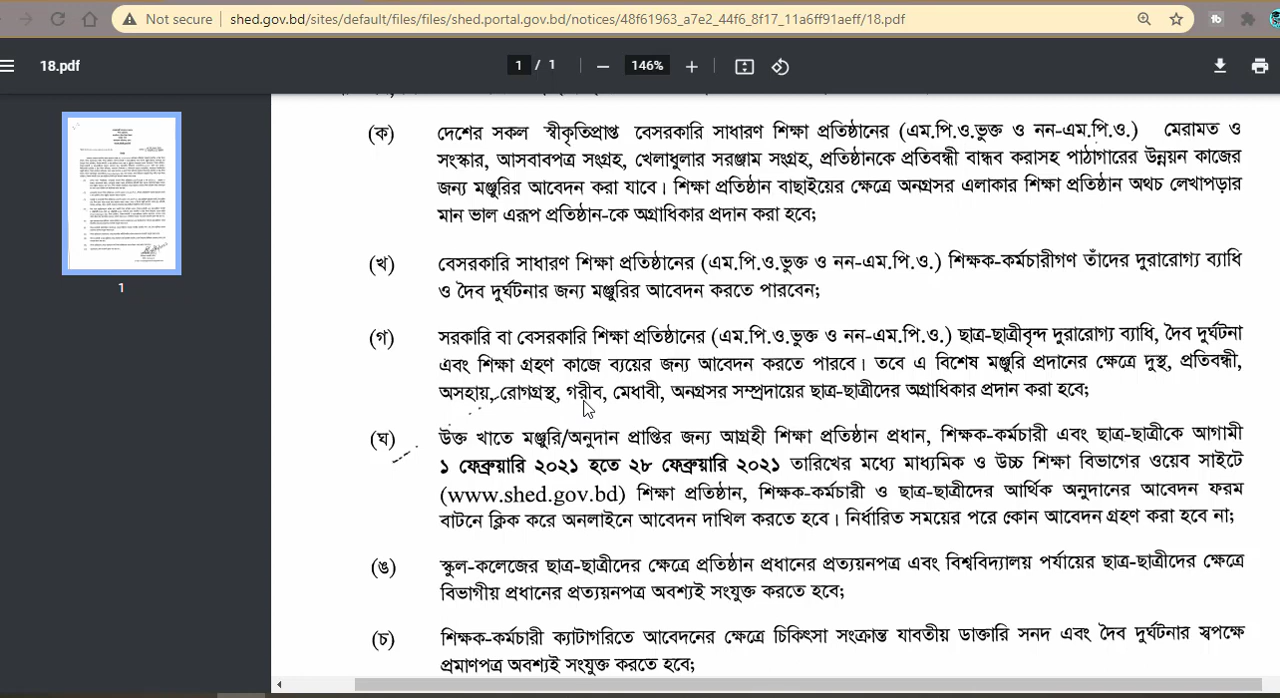 Not secure
shed.gov.bd/sites/default/files/files/shed.portal.gov.bd/notices/48f61963_a7e2_44f6_8f17_11a6ff91aeff/18.pdf
18.pdf
1 / 1
146%
1
(ক) দেশের সকল স্বীকৃতিপ্রাপ্ত বেসরকারি সাধারণ শিক্ষা প্রতিষ্ঠানের (এম.পি.ও.ভুক্ত ও নন-এম.পি.ও.) মেরামত ও
সংস্কার, আসবাবপত্র সংগ্রহ, খেলাধুলার সরঞ্জাম সংগ্রহ, প্রতিষ্ঠানকে প্রতিবন্ধী বান্ধব করাসহ পাঠাগারের উন্নয়ন কাজের
জন্য মঞ্জুরির আবেদন করা যাবে। শিক্ষা প্রতিষ্ঠান বাছাইয়ের ক্ষেত্রে অনগ্রসর এলাকার শিক্ষা প্রতিষ্ঠান অথচ লেখাপড়ার
মান ভাল এরূপ প্রতিষ্ঠান-কে অগ্রাধিকার প্রদান করা হবে;
(খ) বেসরকারি সাধারণ শিক্ষা প্রতিষ্ঠানের (এম.পি.ও.ভুক্ত ও নন-এম.পি.ও.) শিক্ষক-কর্মচারীগণ তাঁদের দুরারোগ্য ব্যাধি
ও দৈব দুর্ঘটনার জন্য মঞ্জুরির আবেদন করতে পারবেন;
(গ) সরকারি বা বেসরকারি শিক্ষা প্রতিষ্ঠানের (এম.পি.ও.ভুক্ত ও নন-এম.পি.ও.) ছাত্র-ছাত্রীবৃন্দ দুরারোগ্য ব্যাধি, দৈব দুর্ঘটনা
এবং শিক্ষা গ্রহণ কাজে ব্যয়ের জন্য আবেদন করতে পারবে। তবে এ বিশেষ মঞ্জুরি প্রদানের ক্ষেত্রে দুস্থ, প্রতিবন্ধী,
অসহায়, রোগগ্রস্থ, গরীব, মেধাবী, অনগ্রসর সম্প্রদায়ের ছাত্র-ছাত্রীদের অগ্রাধিকার প্রদান করা হবে;
(ঘ) উক্ত খাতে মঞ্জুরি/অনুদান প্রাপ্তির জন্য আগ্রহী শিক্ষা প্রতিষ্ঠান প্রধান, শিক্ষক-কর্মচারী এবং ছাত্র-ছাত্রীকে আগামী
১ ফেব্রুয়ারি ২০২১ হতে ২৮ ফেব্রুয়ারি ২০২১ তারিখের মধ্যে মাধ্যমিক ও উচ্চ শিক্ষা বিভাগের ওয়েব সাইটে
(www.shed.gov.bd) শিক্ষা প্রতিষ্ঠান, শিক্ষক-কর্মচারী ও ছাত্র-ছাত্রীদের আর্থিক অনুদানের আবেদন ফরম
বাটনে ক্লিক করে অনলাইনে আবেদন দাখিল করতে হবে। নির্ধারিত সময়ের পরে কোন আবেদন গ্রহণ করা হবে না;
(ঙ) স্কুল-কলেজের ছাত্র-ছাত্রীদের ক্ষেত্রে প্রতিষ্ঠান প্রধানের প্রত্যয়নপত্র এবং বিশ্ববিদ্যালয় পর্যায়ের ছাত্র-ছাত্রীদের ক্ষেত্রে
বিভাগীয় প্রধানের প্রত্যয়নপত্র অবশ্যই সংযুক্ত করতে হবে;
(চ) শিক্ষক-কর্মচারী ক্যাটাগরিতে আবেদনের ক্ষেত্রে চিকিৎসা সংক্রান্ত যাবতীয় ডাক্তারি সনদ এবং দৈব দুর্ঘটনার স্বপক্ষে
প্রমাণপত্র অবশ্যই সংযুক্ত করতে হবে;